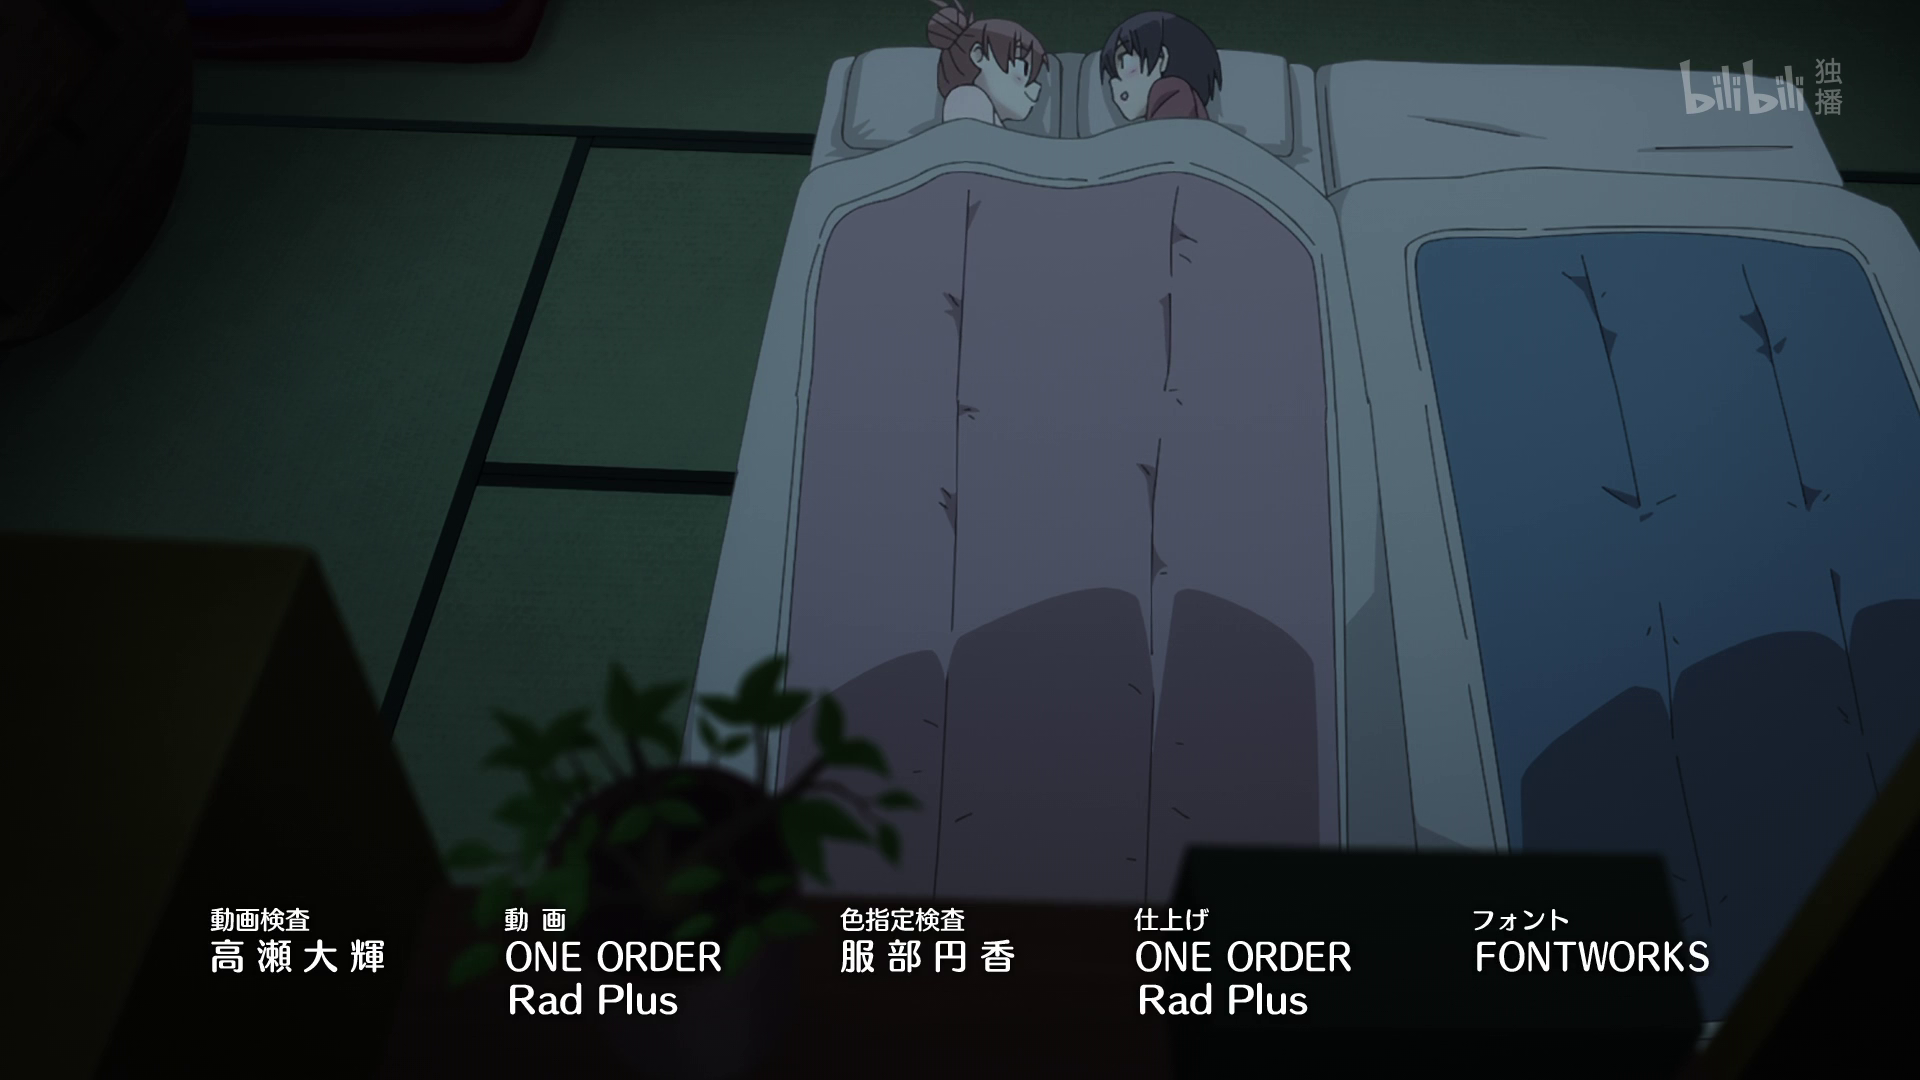 bilibili 独播
動画検査
高瀬大輝
動画
ONE ORDER
Rad Plus
色指定検査
服部円香
仕上げ
ONE ORDER
Rad Plus
フォント
FONTWORKS